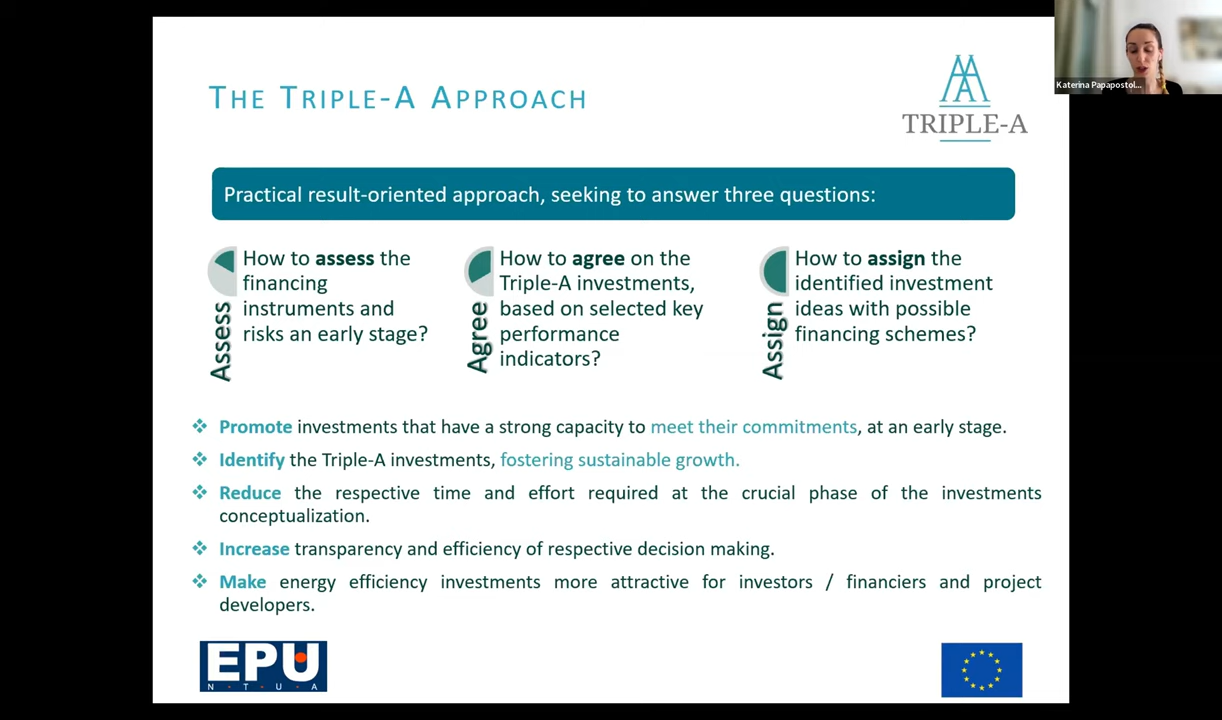 THE TRIPLE-A APPROACH
TRIPLE-A
Katerina Papapostol...
Practical result-oriented approach, seeking to answer three questions:
Assess
How to assess the
financing
instruments and
risks an early stage?
Agree
How to agree on the
Triple-A investments,
based on selected key
performance
indicators?
Assign
How to assign the
identified investment
ideas with possible
financing schemes?
❖ Promote investments that have a strong capacity to meet their commitments, at an early stage.
❖ Identify the Triple-A investments, fostering sustainable growth.
❖ Reduce the respective time and effort required at the crucial phase of the investments
conceptualization.
❖ Increase transparency and efficiency of respective decision making.
❖ Make energy efficiency investments more attractive for investors / financiers and project
developers.
EPU
N·T·U·A